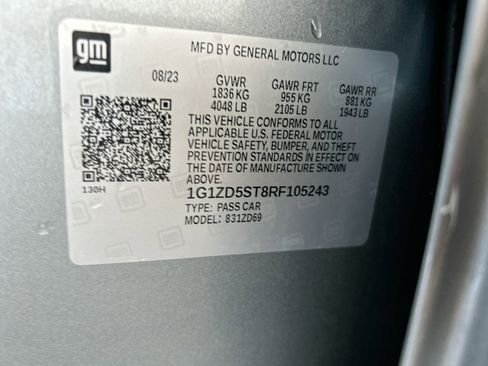 gm
MFD BY GENERAL MOTORS LLC
08/23 GVWR GAWR FRT GAWR RR
1836 KG 955 KG 881 KG
4048 LB 2105 LB 1943 LB
THIS VEHICLE CONFORMS TO ALL
APPLICABLE U.S. FEDERAL MOTOR
VEHICLE SAFETY, BUMPER, AND THEFT
PREVENTION STANDARDS IN EFFECT ON
THE DATE OF MANUFACTURE SHOWN
ABOVE.
130H
1G1ZD5ST8RF105243
TYPE: PASS CAR
MODEL: 831ZD69